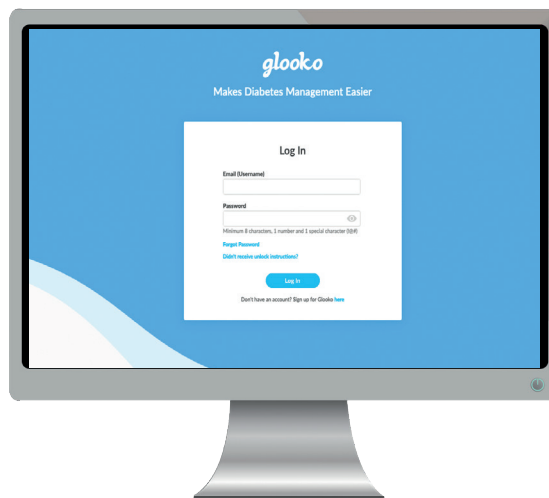 glooko
Makes Diabetes Management Easier
Log In
Email (Username)
Password
Minimum 8 characters, 1 number and 1 special character (!@#)
Forgot Password
Didn't receive unlock instructions?
Log In
Don't have an account? Sign up for Glooko here